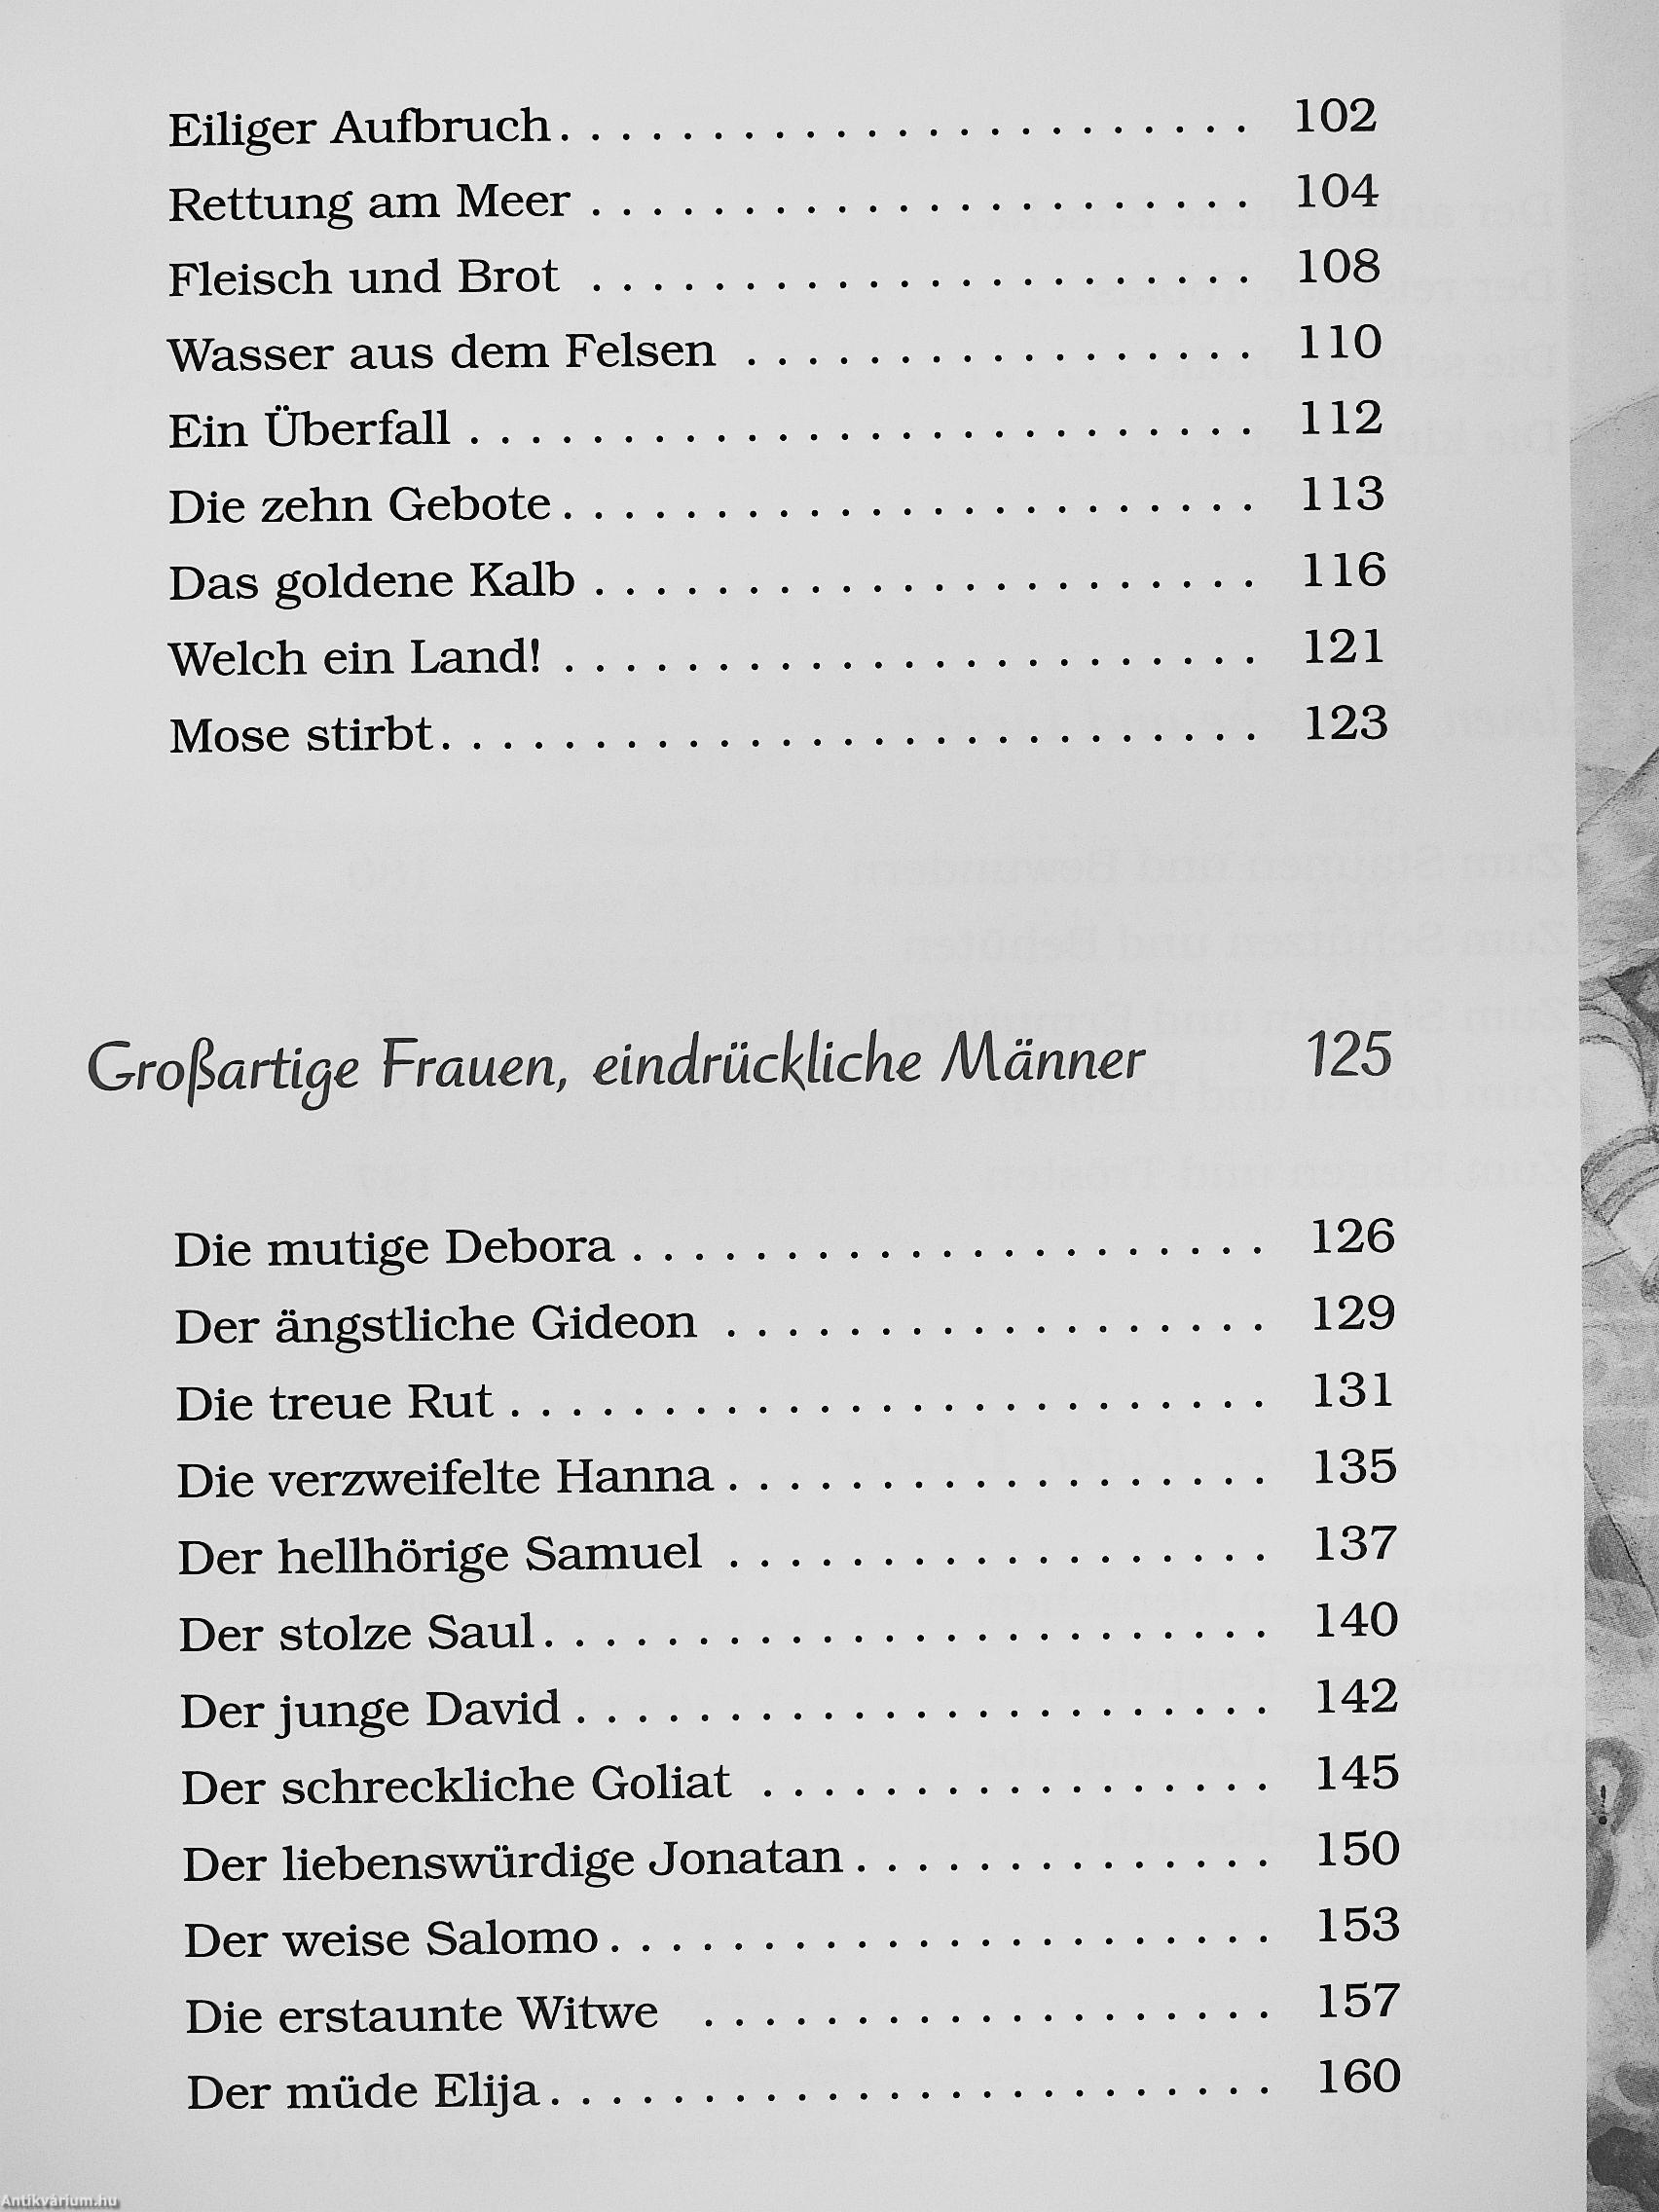 Eiliger Aufbruch . . . . . . . . . . . . . . . . . . . . . . . 102
Rettung am Meer . . . . . . . . . . . . . . . . . . . . . . 104
Fleisch und Brot . . . . . . . . . . . . . . . . . . . . . . 108
Wasser aus dem Felsen . . . . . . . . . . . . . . . . . 110
Ein Überfall . . . . . . . . . . . . . . . . . . . . . . . . . . 112
Die zehn Gebote . . . . . . . . . . . . . . . . . . . . . . . 113
Das goldene Kalb . . . . . . . . . . . . . . . . . . . . . . 116
Welch ein Land! . . . . . . . . . . . . . . . . . . . . . . . 121
Mose stirbt . . . . . . . . . . . . . . . . . . . . . . . . . . . 123
Großartige Frauen, eindrückliche Männer 125
Die mutige Debora . . . . . . . . . . . . . . . . . . . . . 126
Der ängstliche Gideon . . . . . . . . . . . . . . . . . . 129
Die treue Rut . . . . . . . . . . . . . . . . . . . . . . . . . 131
Die verzweifelte Hanna . . . . . . . . . . . . . . . . . . 135
Der hellhörige Samuel . . . . . . . . . . . . . . . . . . 137
Der stolze Saul . . . . . . . . . . . . . . . . . . . . . . . . 140
Der junge David . . . . . . . . . . . . . . . . . . . . . . . 142
Der schreckliche Goliat . . . . . . . . . . . . . . . . . 145
Der liebenswürdige Jonatan . . . . . . . . . . . . . . 150
Der weise Salomo . . . . . . . . . . . . . . . . . . . . . . 153
Die erstaunte Witwe . . . . . . . . . . . . . . . . . . . 157
Der müde Elija . . . . . . . . . . . . . . . . . . . . . . . . 160
Antikvárium.hu